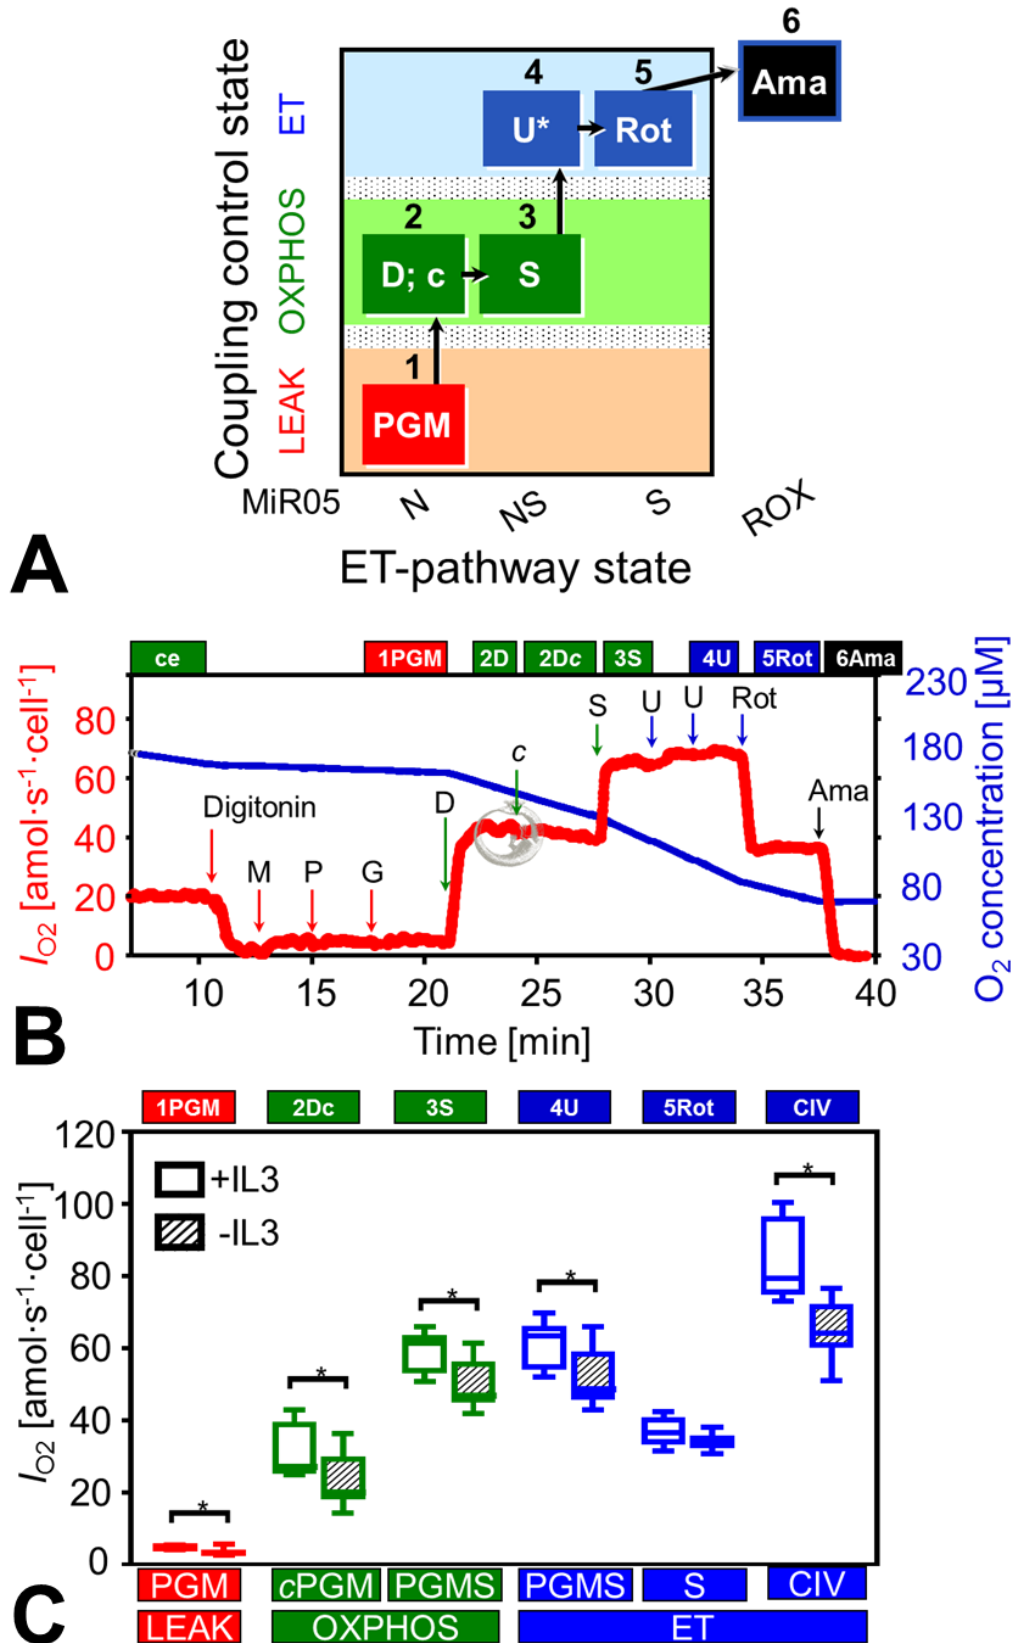 6
Ama
4
5
U*
Rot
2
3
D; c
S
1
PGM
Coupling control state
LEAK
OXPHOS
ET
MiR05
N
NS
S
ROX
ET-pathway state
A
ce
1PGM
2D
2Dc
3S
4U
5Rot
6Ama
I_O2 [amol·s⁻¹·cell⁻¹]
80
60
40
20
0
230
180
130
80
30
O₂ concentration [µM]
Digitonin
M
P
G
D
c
S
U
U
Rot
Ama
10
15
20
25
30
35
40
Time [min]
B
1PGM
2Dc
3S
4U
5Rot
CIV
I_O2 [amol·s⁻¹·cell⁻¹]
120
100
80
60
40
20
0
+IL3
-IL3
*
*
*
*
*
PGM
cPGM
PGMS
PGMS
S
CIV
LEAK
OXPHOS
ET
C